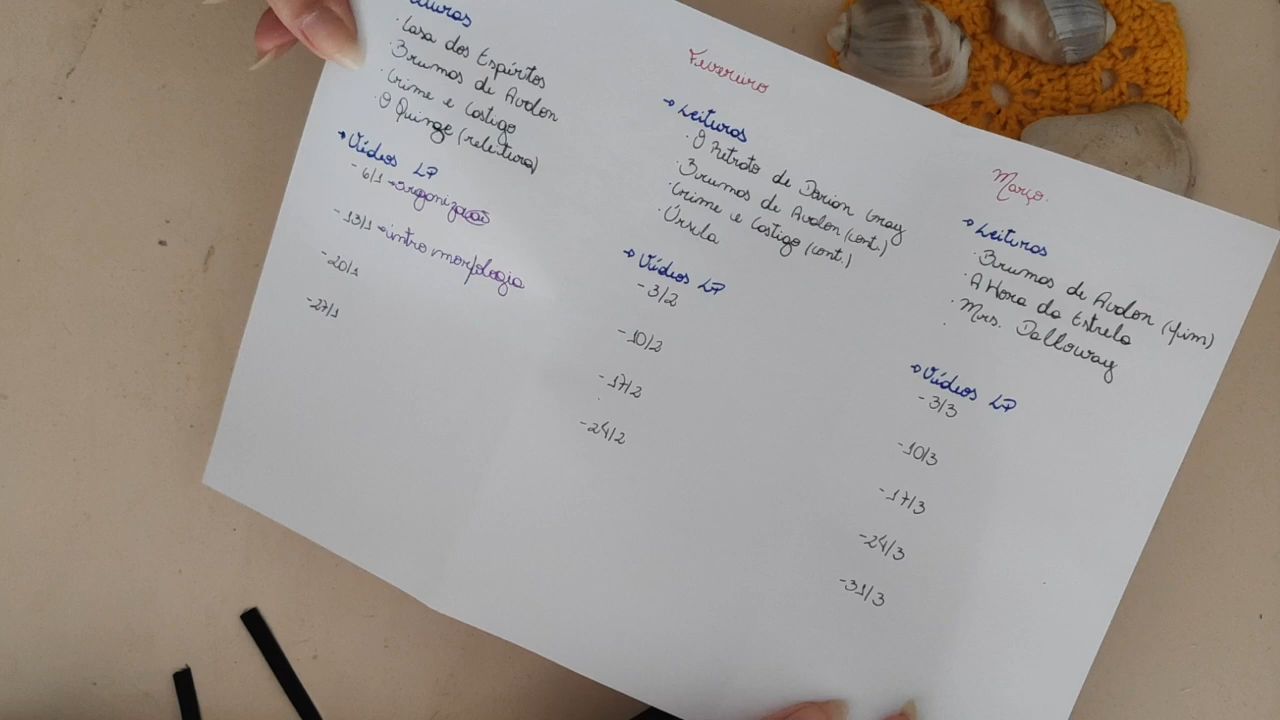 Leituras
· Casa dos Espíritos
· Brumas de Avalon
· Crime e Castigo
· O Quinze (releitura)
→ Vídeos LP
- 6/1 → organização
- 13/1 → intro morfologia
- 20/1
- 27/1
Fevereiro
→ Leituras
· O Retrato de Dorian Gray
· Brumas de Avalon (cont.)
· Crime e Castigo (cont.)
· Úrsula
→ Vídeos LP
- 3/2
- 10/2
- 17/2
- 24/2
Março
→ Leituras
· Brumas de Avalon (fim)
· A Hora da Estrela
· Mrs. Dalloway
→ Vídeos LP
- 3/3
- 10/3
- 17/3
- 24/3
- 31/3